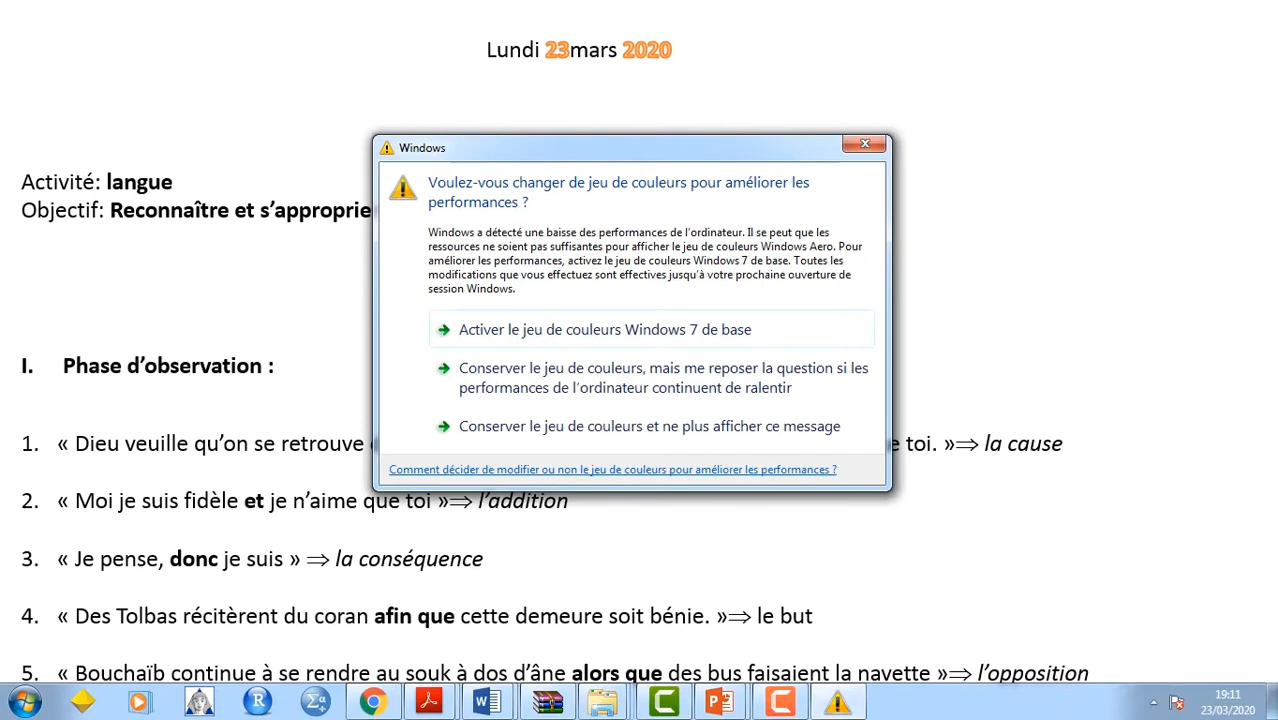 Lundi 23mars 2020
Windows
Activité: langue
Objectif: Reconnaître et s’approprie
Voulez-vous changer de jeu de couleurs pour améliorer les
performances ?
Windows a détecté une baisse des performances de l'ordinateur. Il se peut que les
ressources ne soient pas suffisantes pour afficher le jeu de couleurs Windows Aero. Pour
améliorer les performances, activez le jeu de couleurs Windows 7 de base. Toutes les
modifications que vous effectuez sont effectives jusqu'à votre prochaine ouverture de
session Windows.
Activer le jeu de couleurs Windows 7 de base
Conserver le jeu de couleurs, mais me reposer la question si les
performances de l'ordinateur continuent de ralentir
Conserver le jeu de couleurs et ne plus afficher ce message
Comment décider de modifier ou non le jeu de couleurs pour améliorer les performances ?
I. Phase d’observation :
1. « Dieu veuille qu’on se retrouve toi. »⇒ la cause
2. « Moi je suis fidèle et je n’aime que toi »⇒ l’addition
3. « Je pense, donc je suis » ⇒ la conséquence
4. « Des Tolbas récitèrent du coran afin que cette demeure soit bénie. »⇒ le but
5. « Bouchaïb continue à se rendre au souk à dos d’âne alors que des bus faisaient la navette »⇒ l’opposition
19:11
23/03/2020